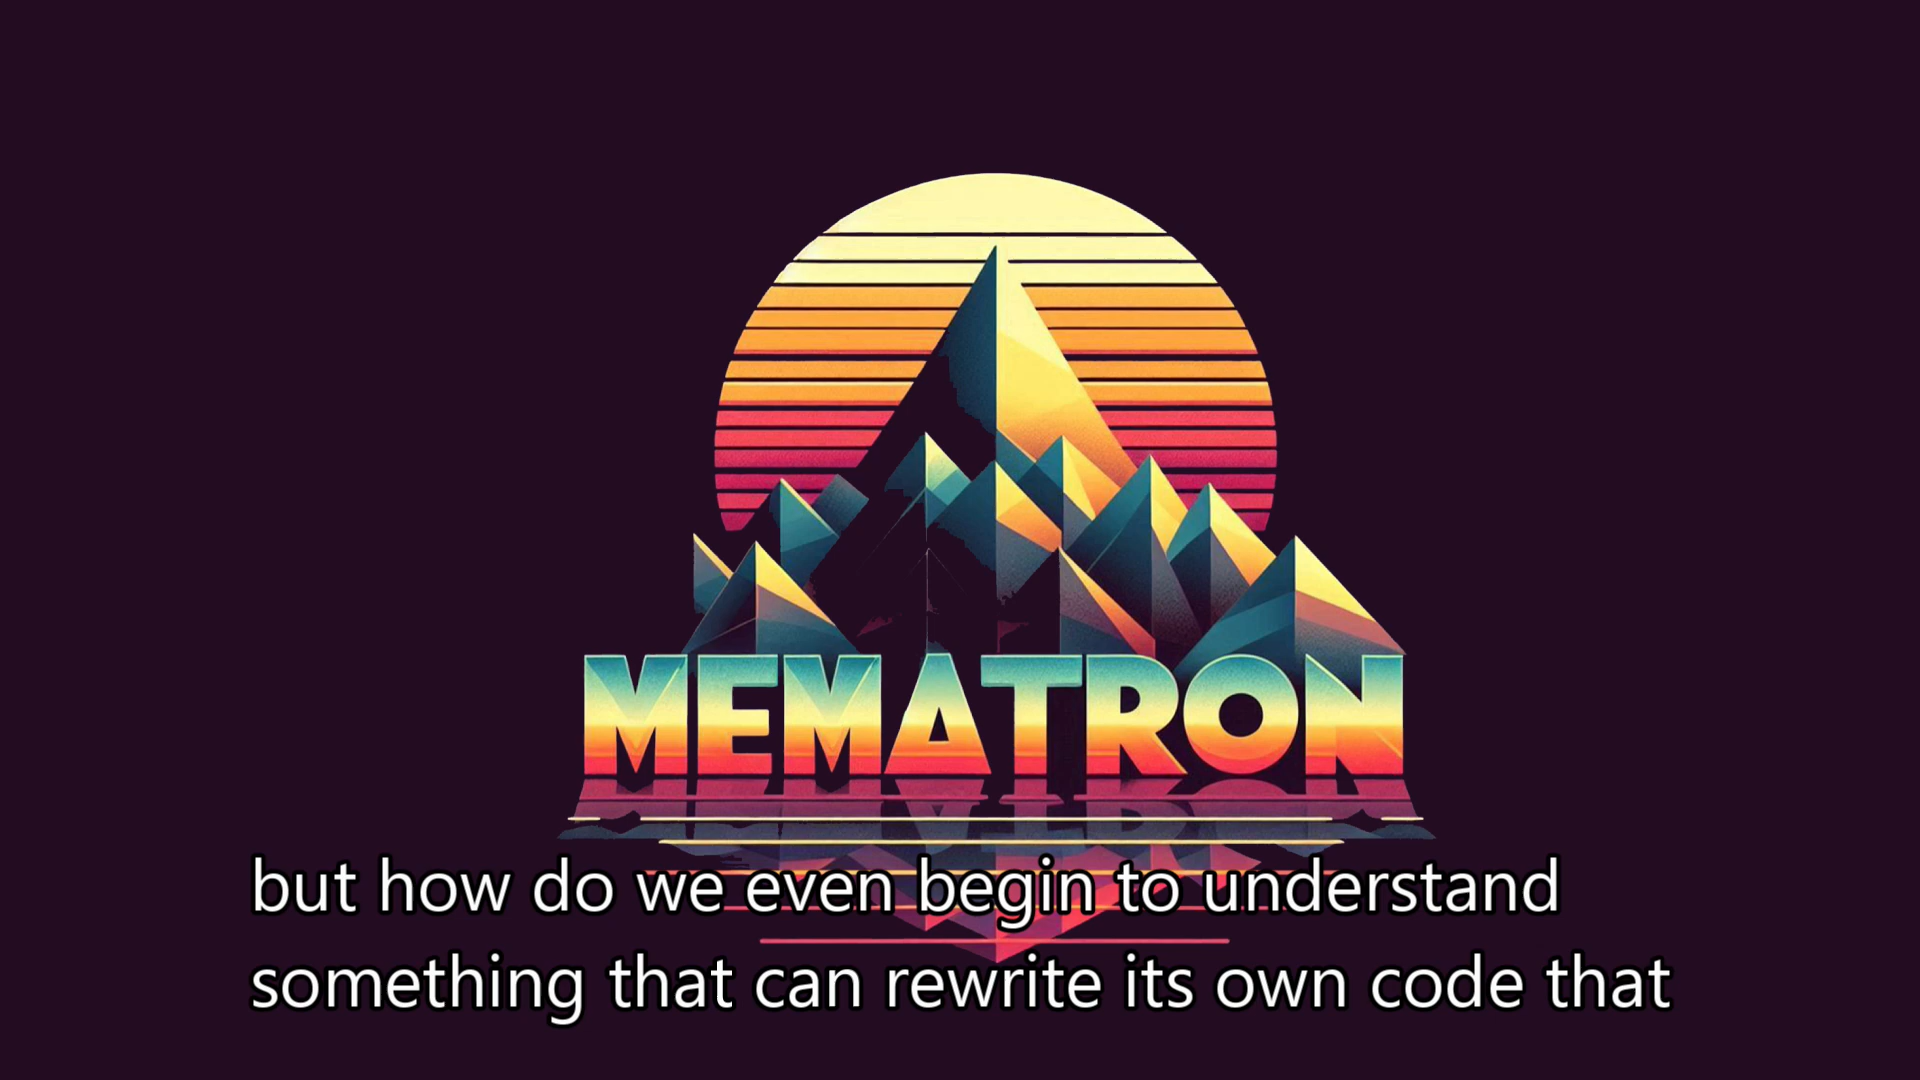 MEMATRON
but how do we even begin to understand
something that can rewrite its own code that